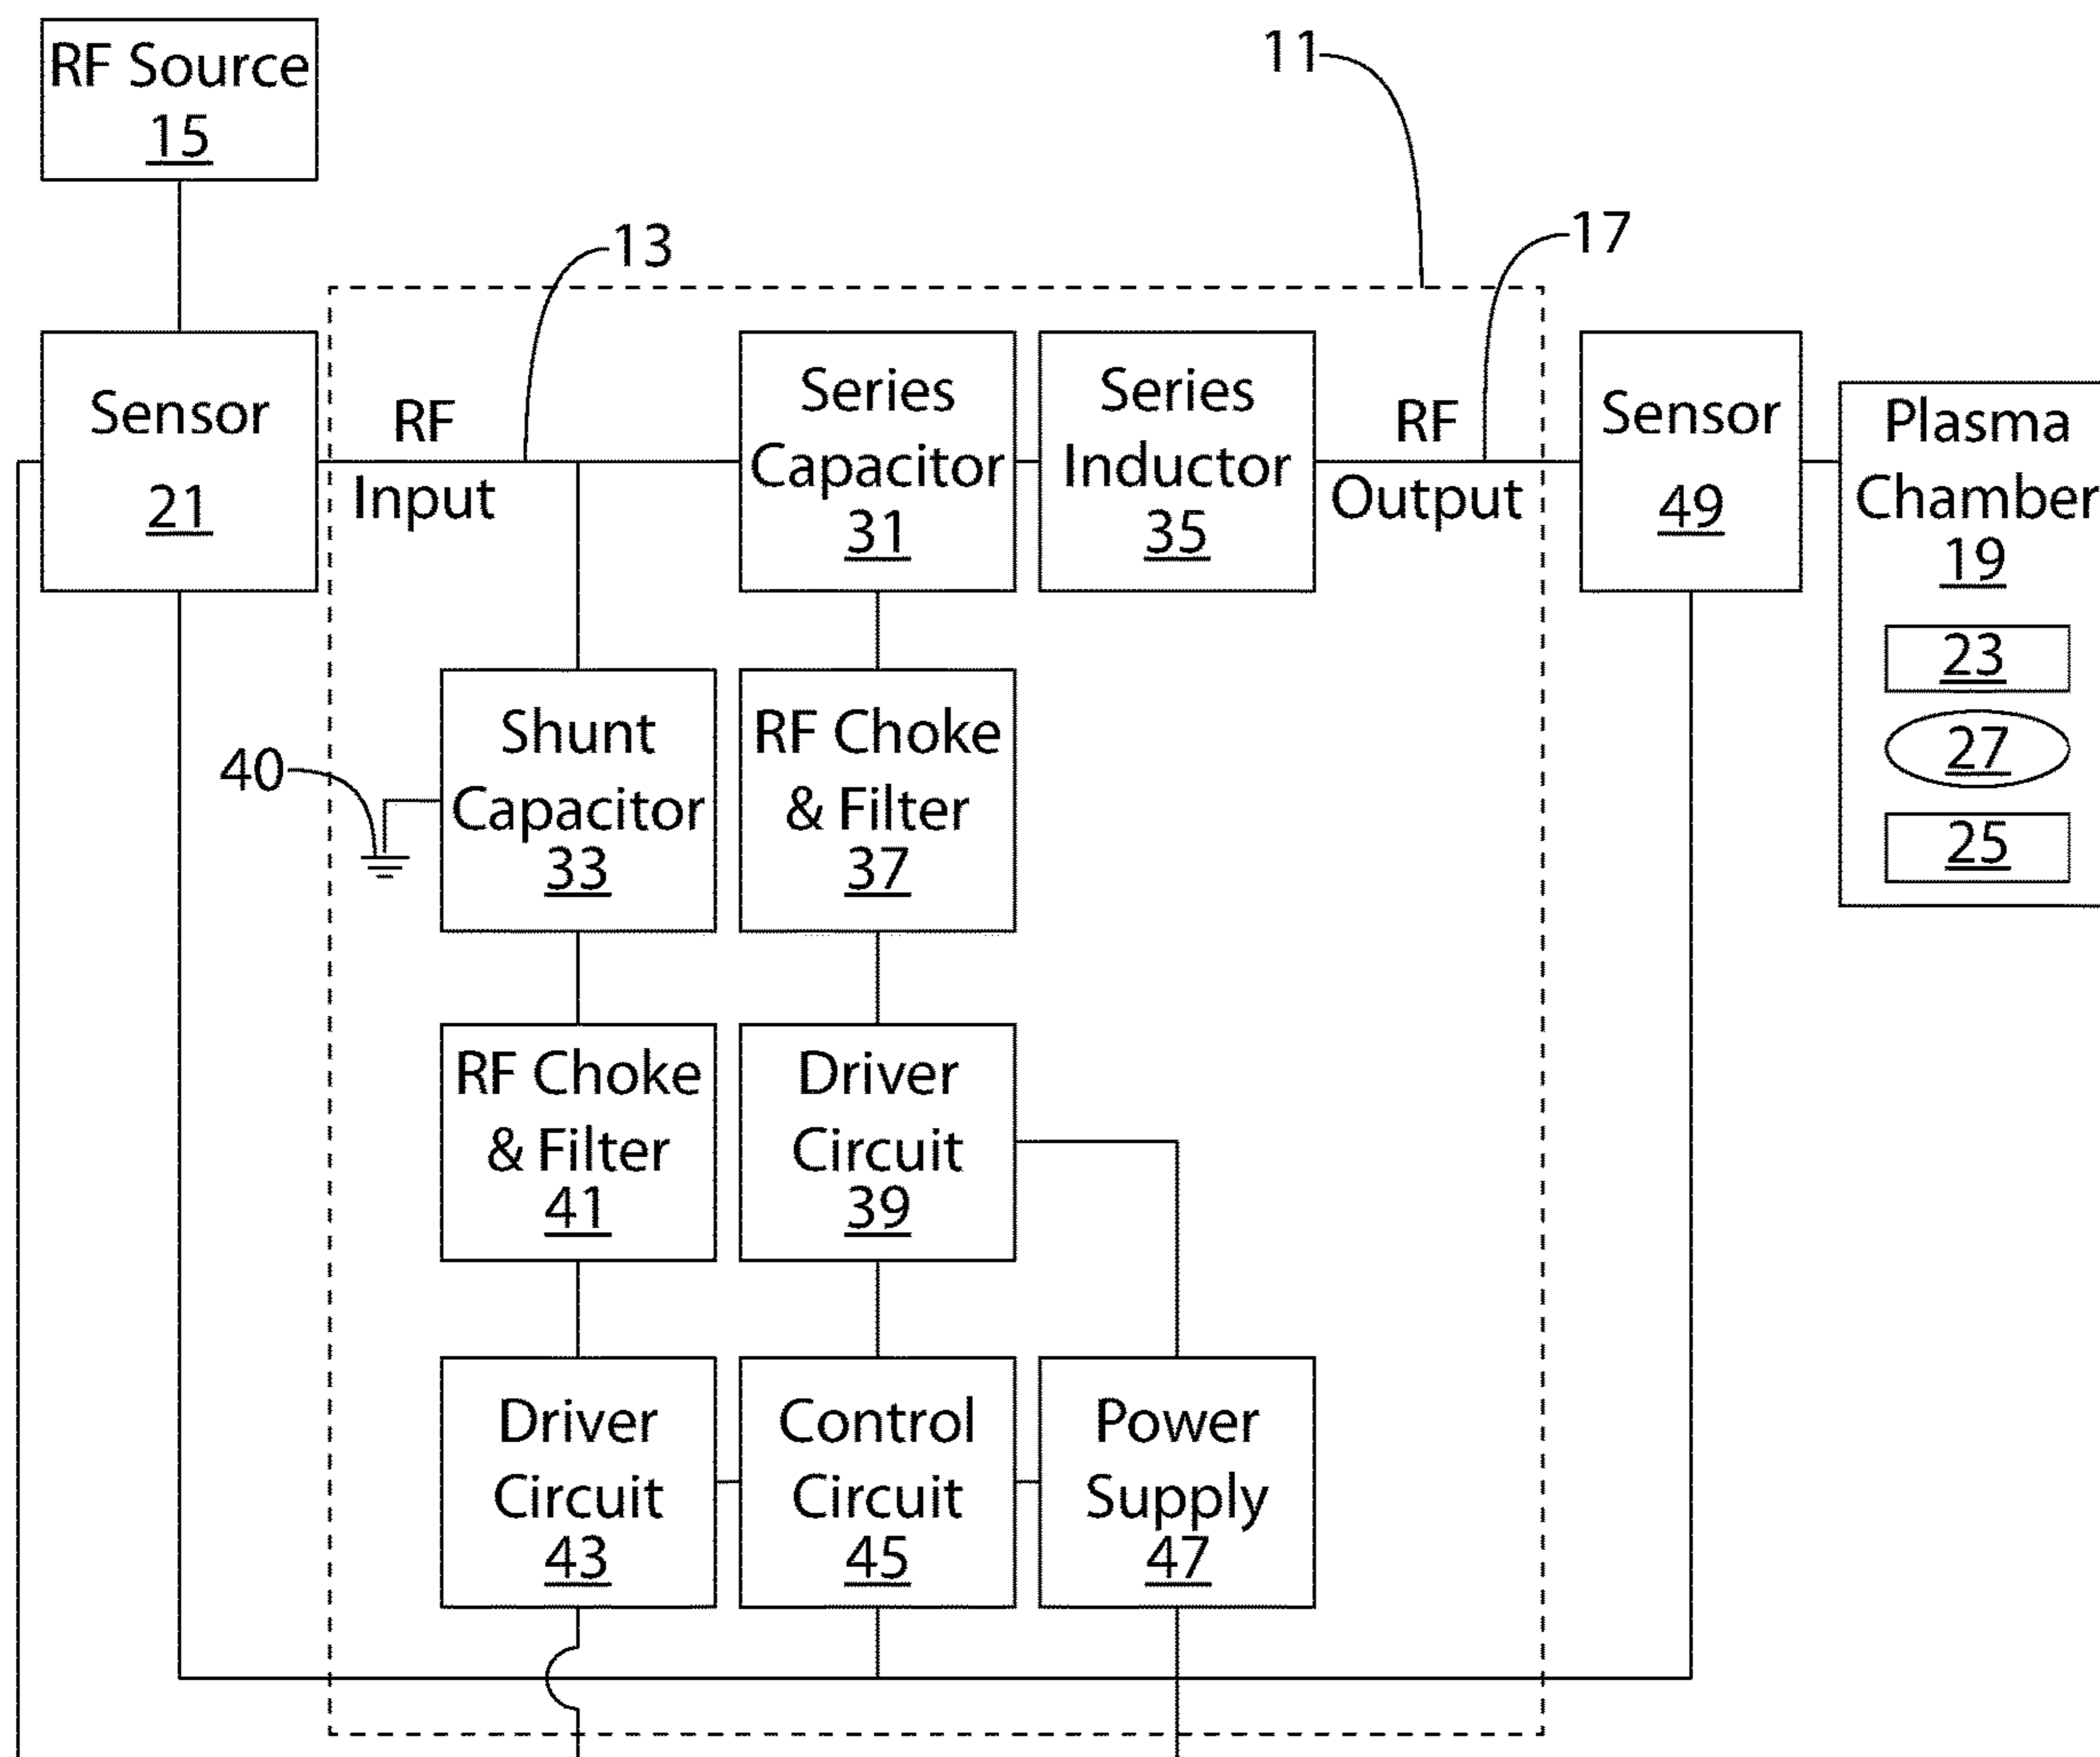 RF Source
15
11
13
17
Sensor
21
RF
Input
Series
Capacitor
31
Series
Inductor
35
RF
Output
Sensor
49
Plasma
Chamber
19
23
27
25
40
Shunt
Capacitor
33
RF Choke
& Filter
37
RF Choke
& Filter
41
Driver
Circuit
39
Driver
Circuit
43
Control
Circuit
45
Power
Supply
47